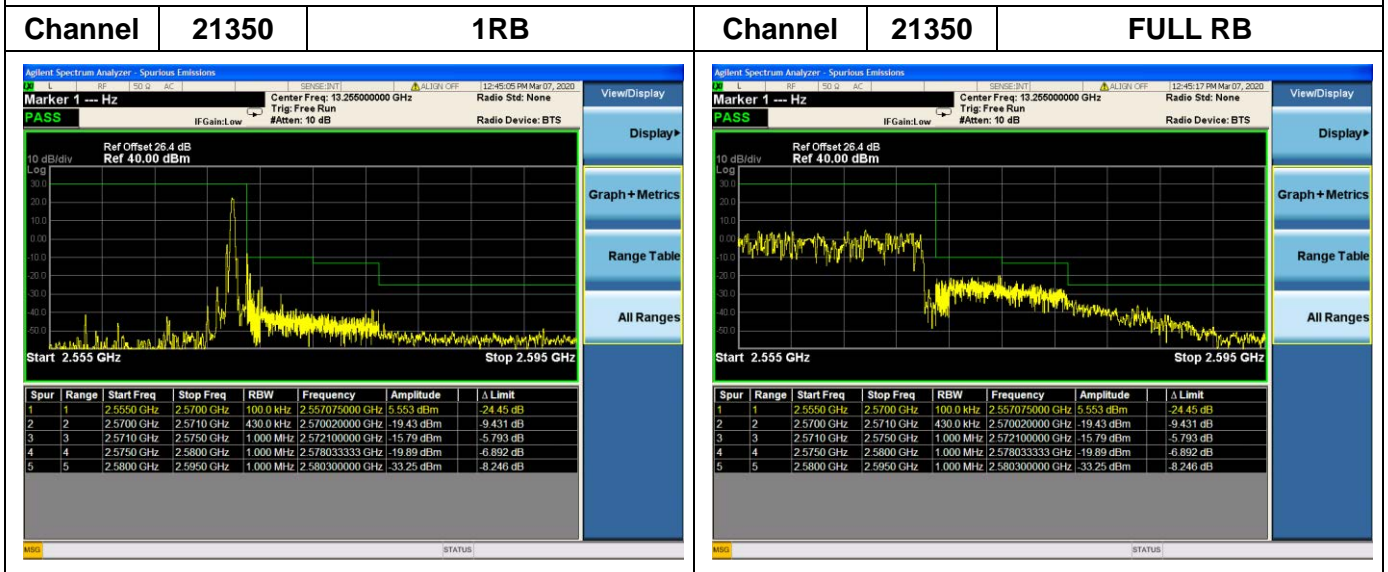 Channel 21350 1RB Channel 21350 FULL RB
Agilent Spectrum Analyzer - Spurious Emissions
L RF 50 Ω AC SENSE:INT ALIGN OFF 12:45:05 PM Mar 07, 2020
Marker 1 --- Hz Center Freq: 13.255000000 GHz Radio Std: None
Trig: Free Run
PASS IFGain:Low #Atten: 10 dB Radio Device: BTS
Ref Offset 26.4 dB
10 dB/div Ref 40.00 dBm
Log
30.0
20.0
10.0
0.00
-10.0
-20.0
-30.0
-40.0
-50.0
Start 2.555 GHz Stop 2.595 GHz
Spur Range Start Freq Stop Freq RBW Frequency Amplitude Δ Limit
1 1 2.5550 GHz 2.5700 GHz 100.0 kHz 2.557075000 GHz 5.553 dBm -24.45 dB
2 2 2.5700 GHz 2.5710 GHz 430.0 kHz 2.570020000 GHz -19.43 dBm -9.431 dB
3 3 2.5710 GHz 2.5750 GHz 1.000 MHz 2.572100000 GHz -15.79 dBm -5.793 dB
4 4 2.5750 GHz 2.5800 GHz 1.000 MHz 2.578033333 GHz -19.89 dBm -6.892 dB
5 5 2.5800 GHz 2.5950 GHz 1.000 MHz 2.580300000 GHz -33.25 dBm -8.246 dB
MSG STATUS
View/Display
Display
Graph+Metrics
Range Table
All Ranges
Agilent Spectrum Analyzer - Spurious Emissions
L RF 50 Ω AC SENSE:INT ALIGN OFF 12:45:17 PM Mar 07, 2020
Marker 1 --- Hz Center Freq: 13.255000000 GHz Radio Std: None
Trig: Free Run
PASS IFGain:Low #Atten: 10 dB Radio Device: BTS
Ref Offset 26.4 dB
10 dB/div Ref 40.00 dBm
Log
30.0
20.0
10.0
0.00
-10.0
-20.0
-30.0
-40.0
-50.0
Start 2.555 GHz Stop 2.595 GHz
Spur Range Start Freq Stop Freq RBW Frequency Amplitude Δ Limit
1 1 2.5550 GHz 2.5700 GHz 100.0 kHz 2.557075000 GHz 5.553 dBm -24.45 dB
2 2 2.5700 GHz 2.5710 GHz 430.0 kHz 2.570020000 GHz -19.43 dBm -9.431 dB
3 3 2.5710 GHz 2.5750 GHz 1.000 MHz 2.572100000 GHz -15.79 dBm -5.793 dB
4 4 2.5750 GHz 2.5800 GHz 1.000 MHz 2.578033333 GHz -19.89 dBm -6.892 dB
5 5 2.5800 GHz 2.5950 GHz 1.000 MHz 2.580300000 GHz -33.25 dBm -8.246 dB
MSG STATUS
View/Display
Display
Graph+Metrics
Range Table
All Ranges